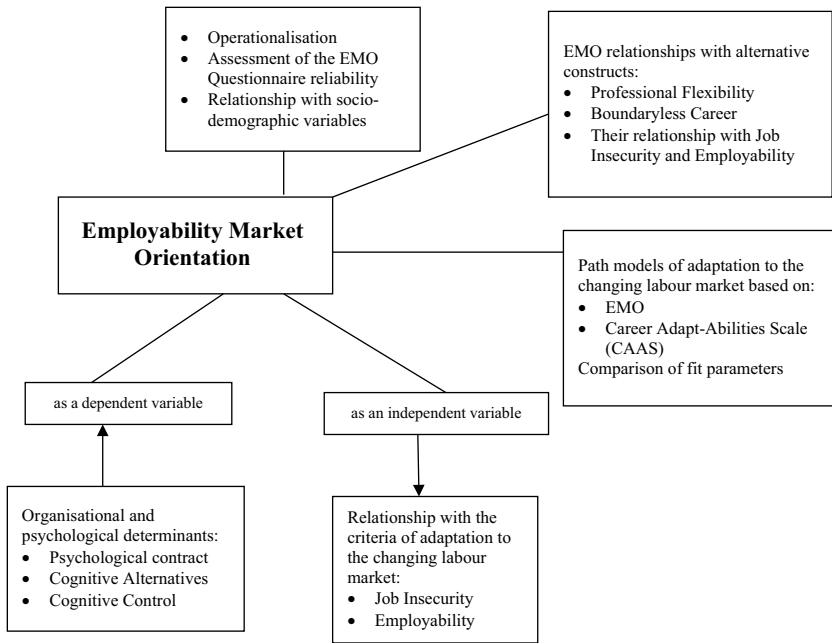 • Operationalisation
• Assessment of the EMO
Questionnaire reliability
• Relationship with socio-
demographic variables
EMO relationships with alternative
constructs:
• Professional Flexibility
• Boundaryless Career
• Their relationship with Job
Insecurity and Employability
Employability Market
Orientation
Path models of adaptation to the
changing labour market based on:
• EMO
• Career Adapt-Abilities Scale
(CAAS)
Comparison of fit parameters
as a dependent variable
as an independent variable
Organisational and
psychological determinants:
• Psychological contract
• Cognitive Alternatives
• Cognitive Control
Relationship with the
criteria of adaptation to
the changing labour
market:
• Job Insecurity
• Employability